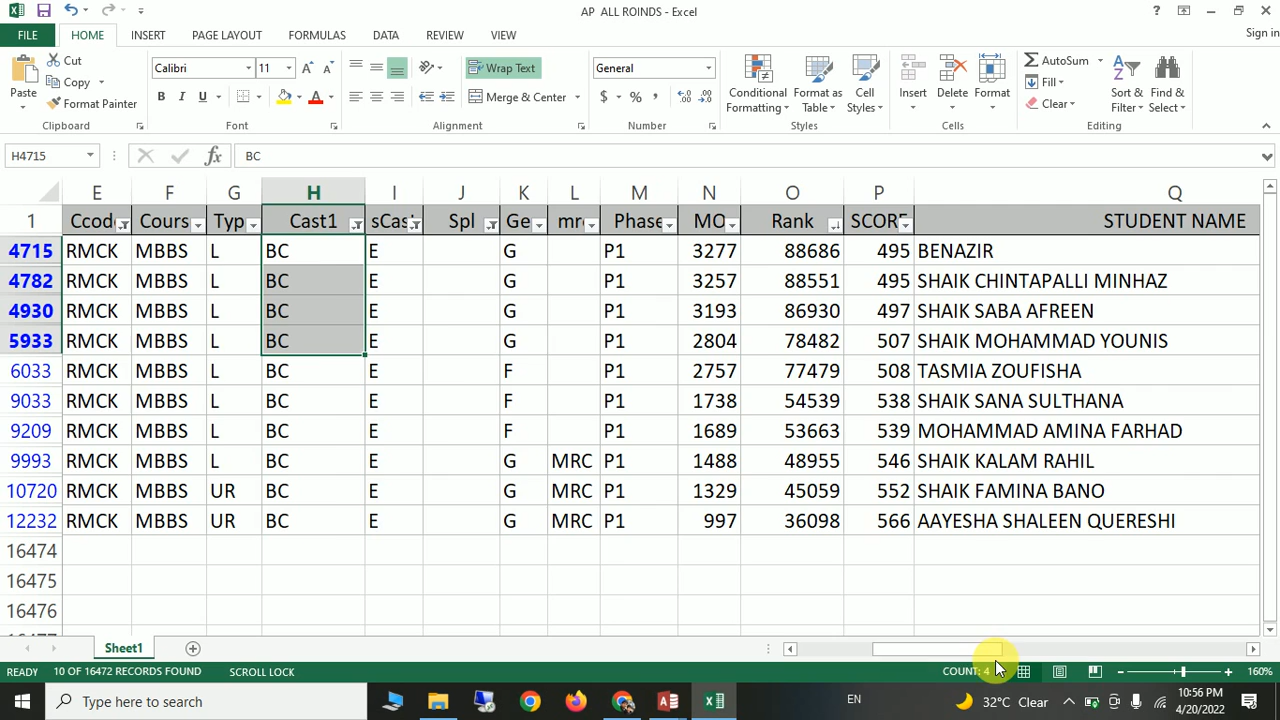 AP ALL ROINDS - Excel
Sign in
FILE HOME INSERT PAGE LAYOUT FORMULAS DATA REVIEW VIEW
Paste Cut Copy Format Painter
Calibri 11 Wrap Text General
B I U A Merge & Center $ % Conditional Formatting Format as Table Cell Styles Insert Delete Format AutoSum Fill Clear Sort & Filter Find & Select
Clipboard Font Alignment Number Styles Cells Editing
H4715 fx BC
E F G H I J K L M N O P Q
1 Ccod Cours Typ Cast1 sCas Spl Ge mr Phase MO Rank SCORE STUDENT NAME
4715 RMCK MBBS L BC E G P1 3277 88686 495 BENAZIR
4782 RMCK MBBS L BC E G P1 3257 88551 495 SHAIK CHINTAPALLI MINHAZ
4930 RMCK MBBS L BC E G P1 3193 86930 497 SHAIK SABA AFREEN
5933 RMCK MBBS L BC E G P1 2804 78482 507 SHAIK MOHAMMAD YOUNIS
6033 RMCK MBBS L BC E F P1 2757 77479 508 TASMIA ZOUFISHA
9033 RMCK MBBS L BC E F P1 1738 54539 538 SHAIK SANA SULTHANA
9209 RMCK MBBS L BC E F P1 1689 53663 539 MOHAMMAD AMINA FARHAD
9993 RMCK MBBS L BC E G MRC P1 1488 48955 546 SHAIK KALAM RAHIL
10720 RMCK MBBS UR BC E G MRC P1 1329 45059 552 SHAIK FAMINA BANO
12232 RMCK MBBS UR BC E G MRC P1 997 36098 566 AAYESHA SHALEEN QUERESHI
16474
16475
16476
Sheet1
READY 10 OF 16472 RECORDS FOUND SCROLL LOCK COUNT: 4 160%
Type here to search EN 32°C Clear 10:56 PM
4/20/2022